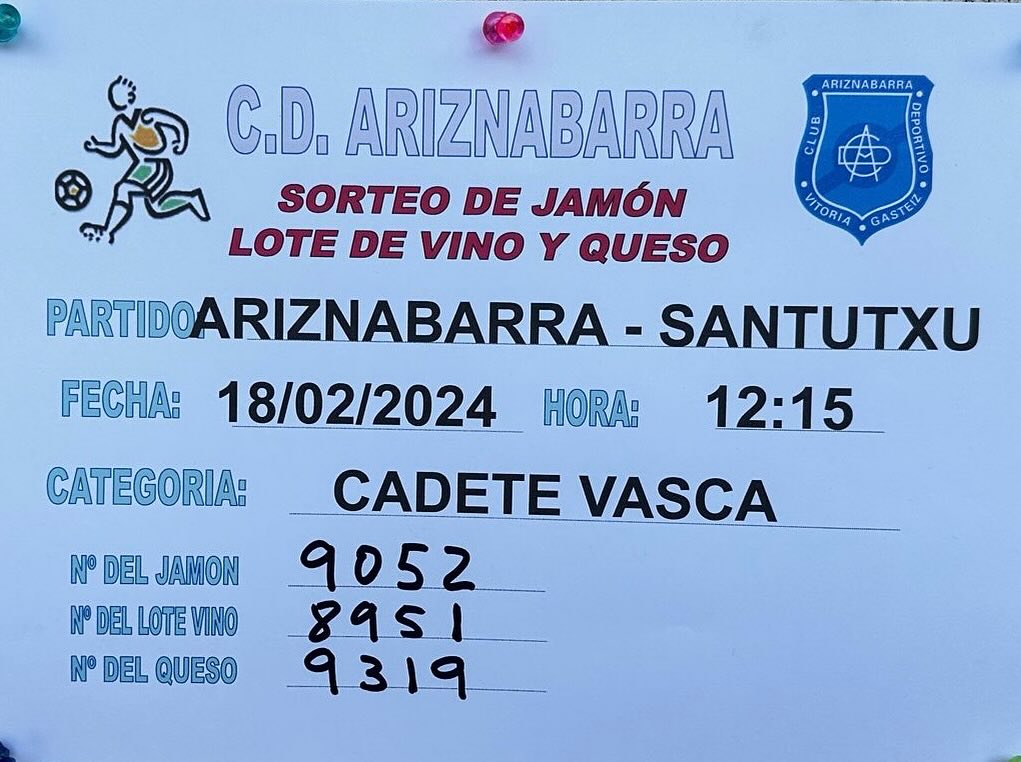 C.D. ARIZNABARRA
ARIZNABARRA
CLUB
DEPORTIVO
VITORIA
GASTEIZ
SORTEO DE JAMÓN
LOTE DE VINO Y QUESO
PARTIDO: ARIZNABARRA - SANTUTXU
FECHA: 18/02/2024 HORA: 12:15
CATEGORIA: CADETE VASCA
Nº DEL JAMON 9052
Nº DEL LOTE VINO 8951
Nº DEL QUESO 9319